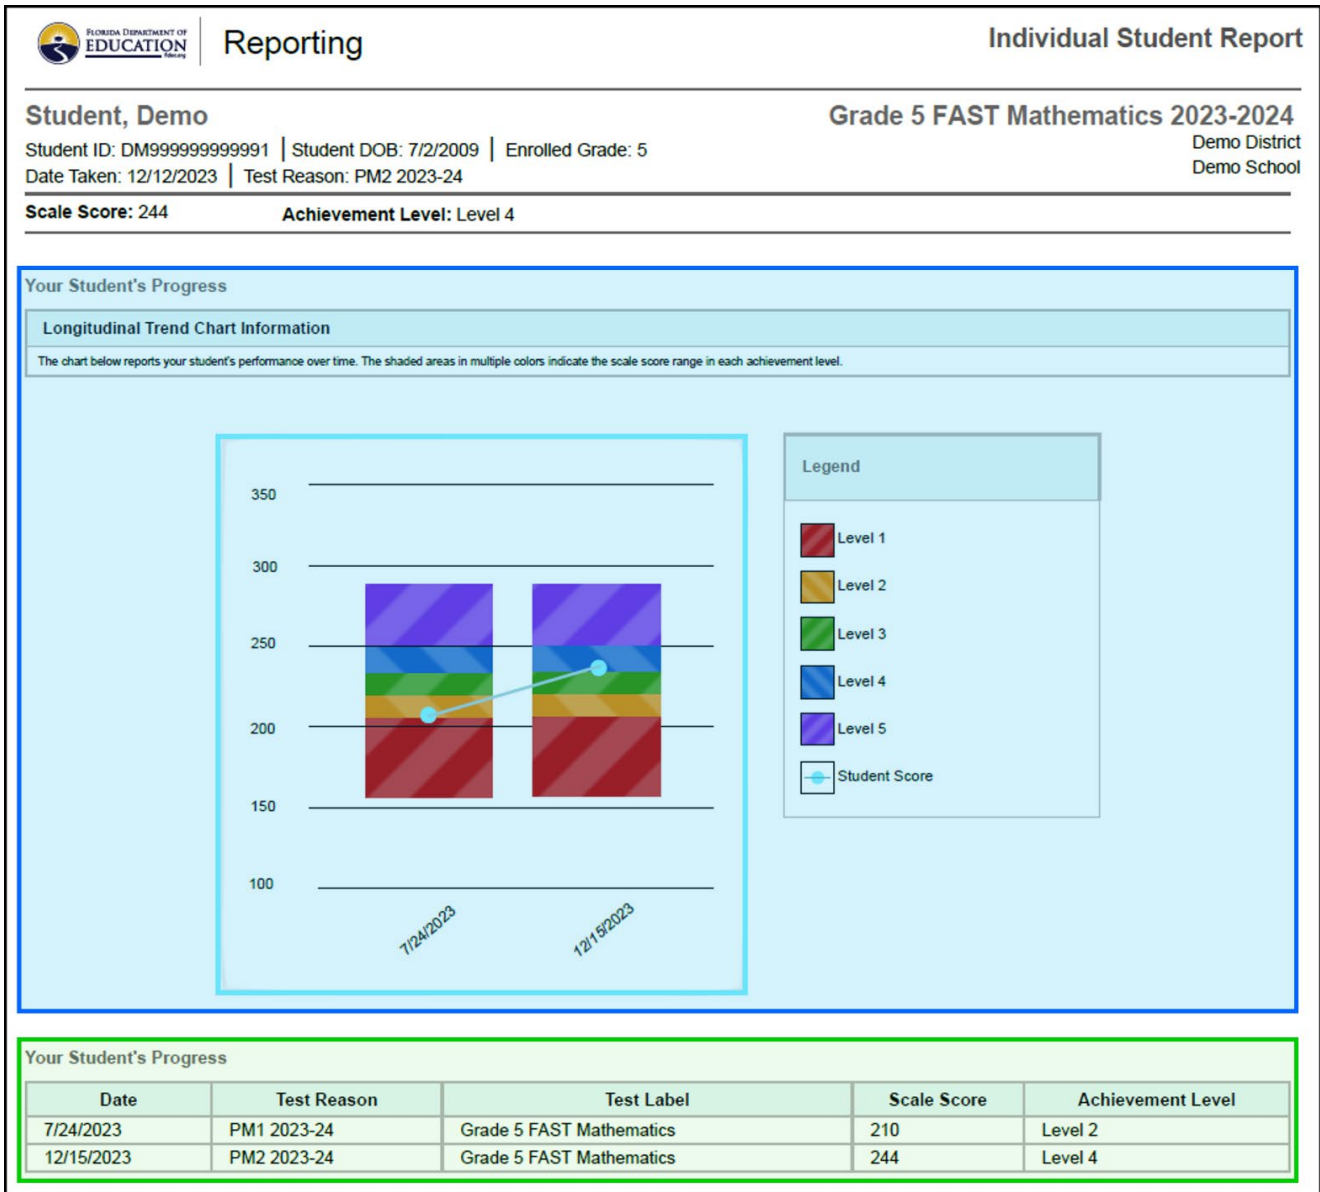 FLORIDA DEPARTMENT OF
EDUCATION
fldoe.org
Reporting
Individual Student Report
Student, Demo
Grade 5 FAST Mathematics 2023-2024
Student ID: DM999999999991 | Student DOB: 7/2/2009 | Enrolled Grade: 5
Demo District
Date Taken: 12/12/2023 | Test Reason: PM2 2023-24
Demo School
Scale Score: 244 Achievement Level: Level 4
Your Student's Progress
Longitudinal Trend Chart Information
The chart below reports your student's performance over time. The shaded areas in multiple colors indicate the scale score range in each achievement level.
350
300
250
200
150
100
7/24/2023
12/15/2023
Legend
Level 1
Level 2
Level 3
Level 4
Level 5
Student Score
Your Student's Progress
Date Test Reason Test Label Scale Score Achievement Level
7/24/2023 PM1 2023-24 Grade 5 FAST Mathematics 210 Level 2
12/15/2023 PM2 2023-24 Grade 5 FAST Mathematics 244 Level 4